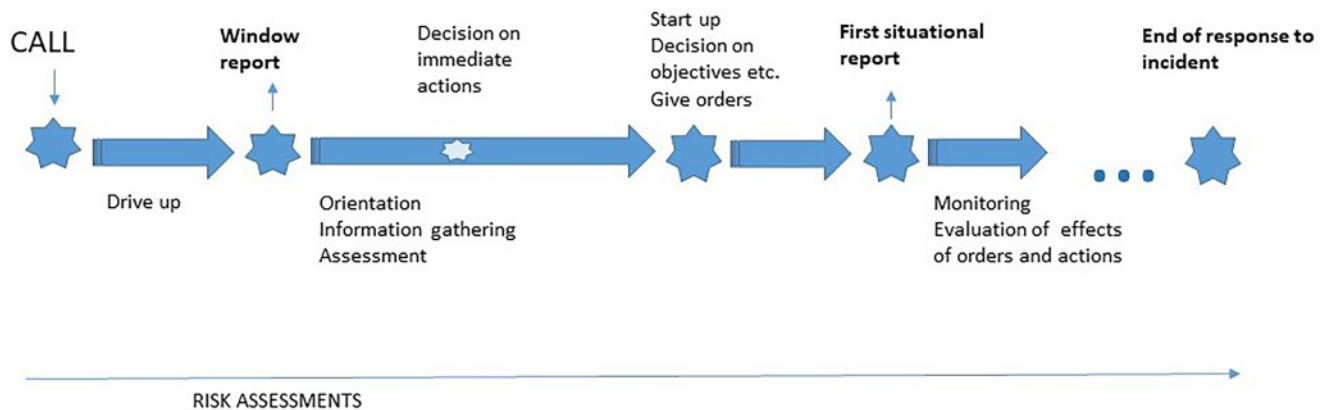 CALL
Window
report
Decision on
immediate
actions
Start up
Decision on
objectives etc.
Give orders
First situational
report
End of response to
incident
Drive up
Orientation
Information gathering
Assessment
Monitoring
Evaluation of effects
of orders and actions
RISK ASSESSMENTS